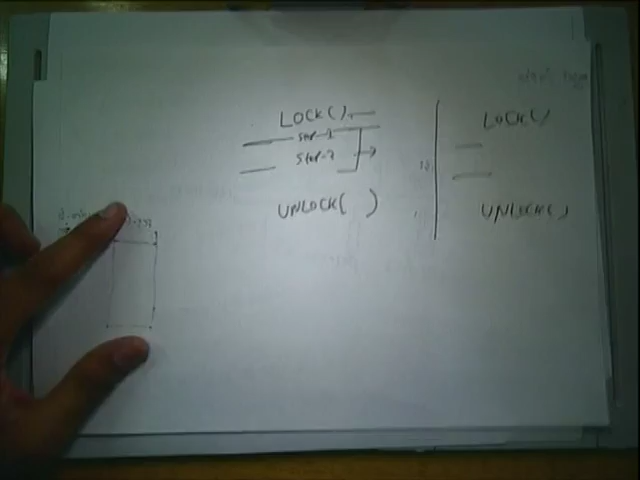 LOCK()
Step-1
Step-2
UNLOCK( )
LOCK()
UNLOCK()